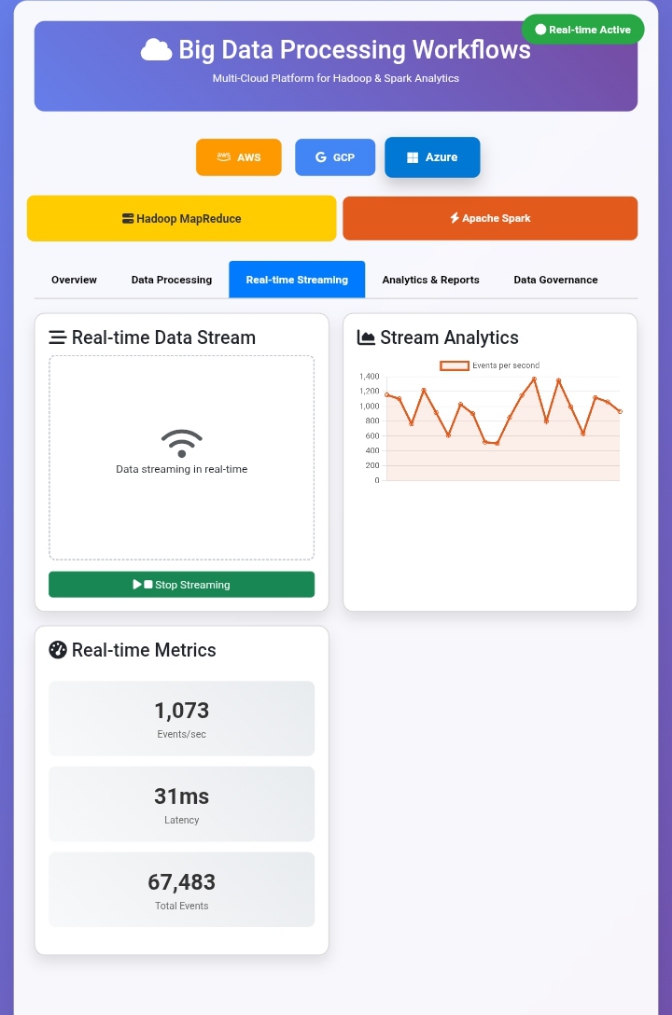 Real-time Active
Big Data Processing Workflows
Multi-Cloud Platform for Hadoop & Spark Analytics
aws AWS
GCP
Azure
Hadoop MapReduce
Apache Spark
Overview
Data Processing
Real-time Streaming
Analytics & Reports
Data Governance
Real-time Data Stream
Data streaming in real-time
Stop Streaming
Stream Analytics
Events per second
1,400
1,200
1,000
800
600
400
200
0
Real-time Metrics
1,073
Events/sec
31ms
Latency
67,483
Total Events